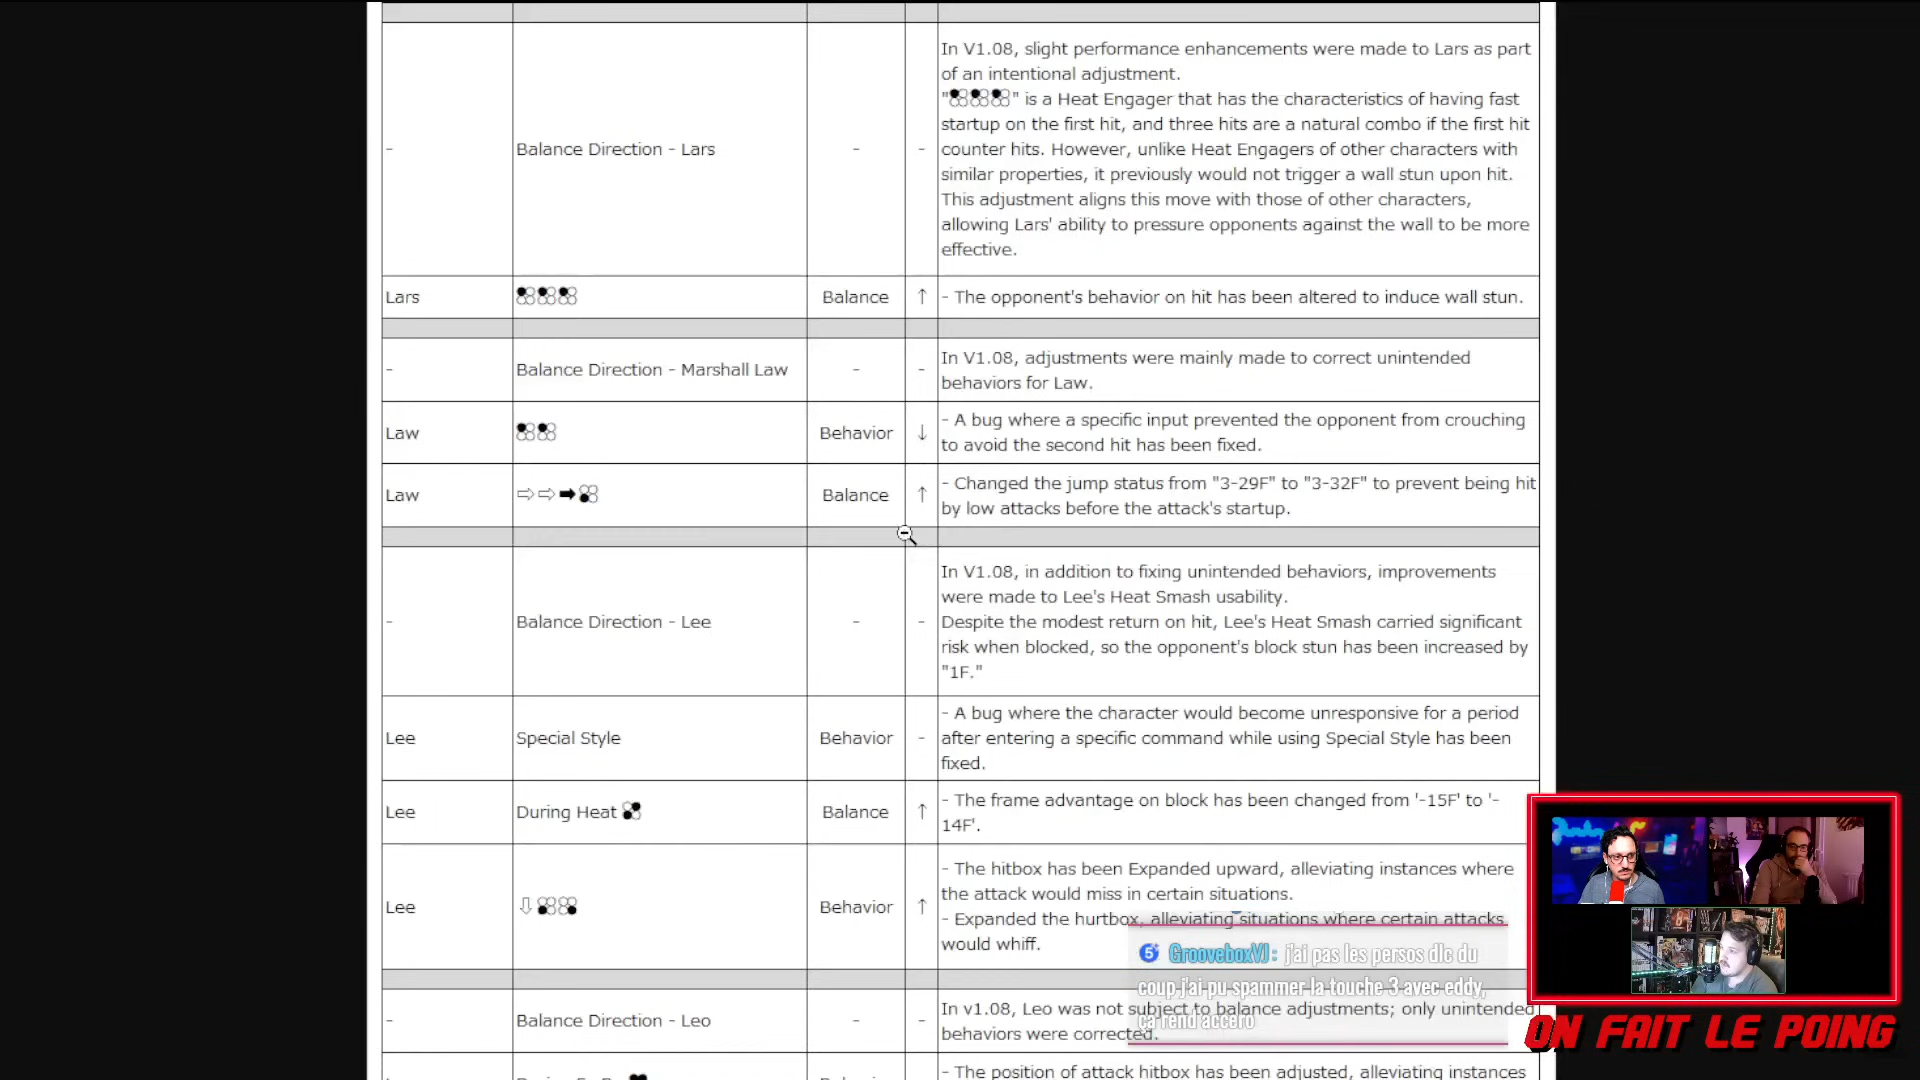 In V1.08, slight performance enhancements were made to Lars as part
of an intentional adjustment.
" " is a Heat Engager that has the characteristics of having fast
startup on the first hit, and three hits are a natural combo if the first hit
- Balance Direction - Lars - - counter hits. However, unlike Heat Engagers of other characters with
similar properties, it previously would not trigger a wall stun upon hit.
This adjustment aligns this move with those of other characters,
allowing Lars' ability to pressure opponents against the wall to be more
effective.
Lars Balance ↑ - The opponent's behavior on hit has been altered to induce wall stun.
- Balance Direction - Marshall Law - -
In V1.08, adjustments were mainly made to correct unintended
behaviors for Law.
Law Behavior ↓
- A bug where a specific input prevented the opponent from crouching
to avoid the second hit has been fixed.
Law ⇨⇨➡ Balance ↑
- Changed the jump status from "3-29F" to "3-32F" to prevent being hit
by low attacks before the attack's startup.
In V1.08, in addition to fixing unintended behaviors, improvements
were made to Lee's Heat Smash usability.
- Balance Direction - Lee - - Despite the modest return on hit, Lee's Heat Smash carried significant
risk when blocked, so the opponent's block stun has been increased by
"1F."
- A bug where the character would become unresponsive for a period
Lee Special Style Behavior - after entering a specific command while using Special Style has been
fixed.
Lee During Heat Balance ↑
- The frame advantage on block has been changed from '-15F' to '-
14F'.
Lee ⇩ Behavior ↑
- The hitbox has been Expanded upward, alleviating instances where
the attack would miss in certain situations.
- Expanded the hurtbox, alleviating situations where certain attacks
would whiff.
- Balance Direction - Leo - -
In v1.08, Leo was not subject to balance adjustments; only unintended
behaviors were corrected.
- The position of attack hitbox has been adjusted, alleviating instances
GrooveboxVJ: j'ai pas les persos dlc du
coup j'ai pu spammer la touche 3 avec eddy,
ça rend accero
ON FAIT LE POING